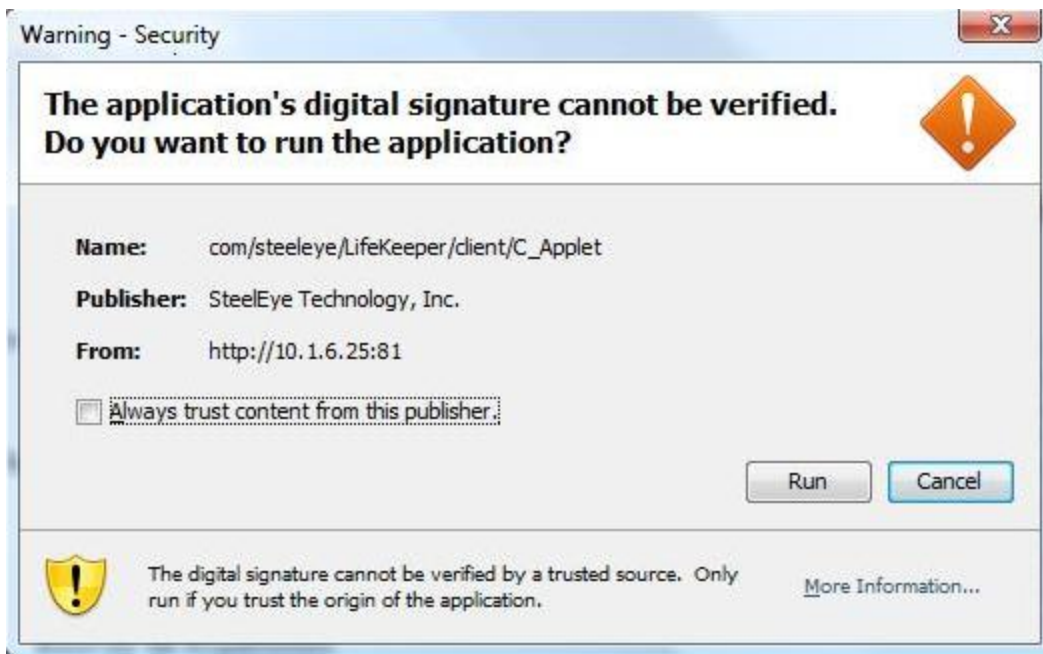 Warning - Security
The application's digital signature cannot be verified.
Do you want to run the application?
Name: com/steeleye/LifeKeeper/client/C_Applet
Publisher: SteelEye Technology, Inc.
From: http://10.1.6.25:81
Always trust content from this publisher.
Run Cancel
The digital signature cannot be verified by a trusted source. Only
run if you trust the origin of the application.
More Information...